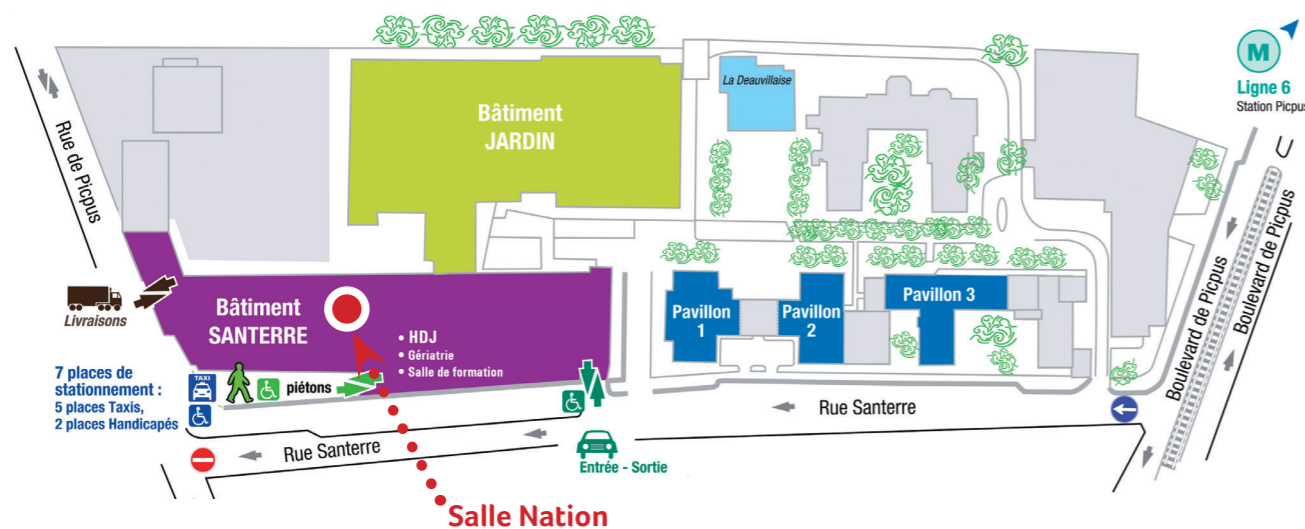 M
Ligne 6
Station Picpus
La Deauvillaise
Bâtiment
JARDIN
Rue de Picpus
Boulevard de Picpus
Boulevard de Picpus
Livraisons
Bâtiment
SANTERRE
• HDJ
• Gériatrie
• Salle de formation
Pavillon
1
Pavillon
2
Pavillon 3
7 places de
stationnement :
5 places Taxis,
2 places Handicapés
TAXI
piétons
Rue Santerre
Rue Santerre
Entrée - Sortie
Salle Nation